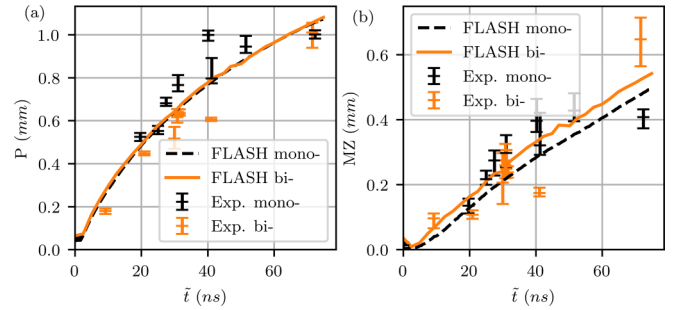 (a)
1.0
0.8
0.6
0.4
0.2
0.0
P (mm)
FLASH mono-
FLASH bi-
Exp. mono-
Exp. bi-
0
20
40
60
t̃ (ns)
(b)
0.6
0.4
0.2
0.0
MZ (mm)
FLASH mono-
FLASH bi-
Exp. mono-
Exp. bi-
0
20
40
60
t̃ (ns)